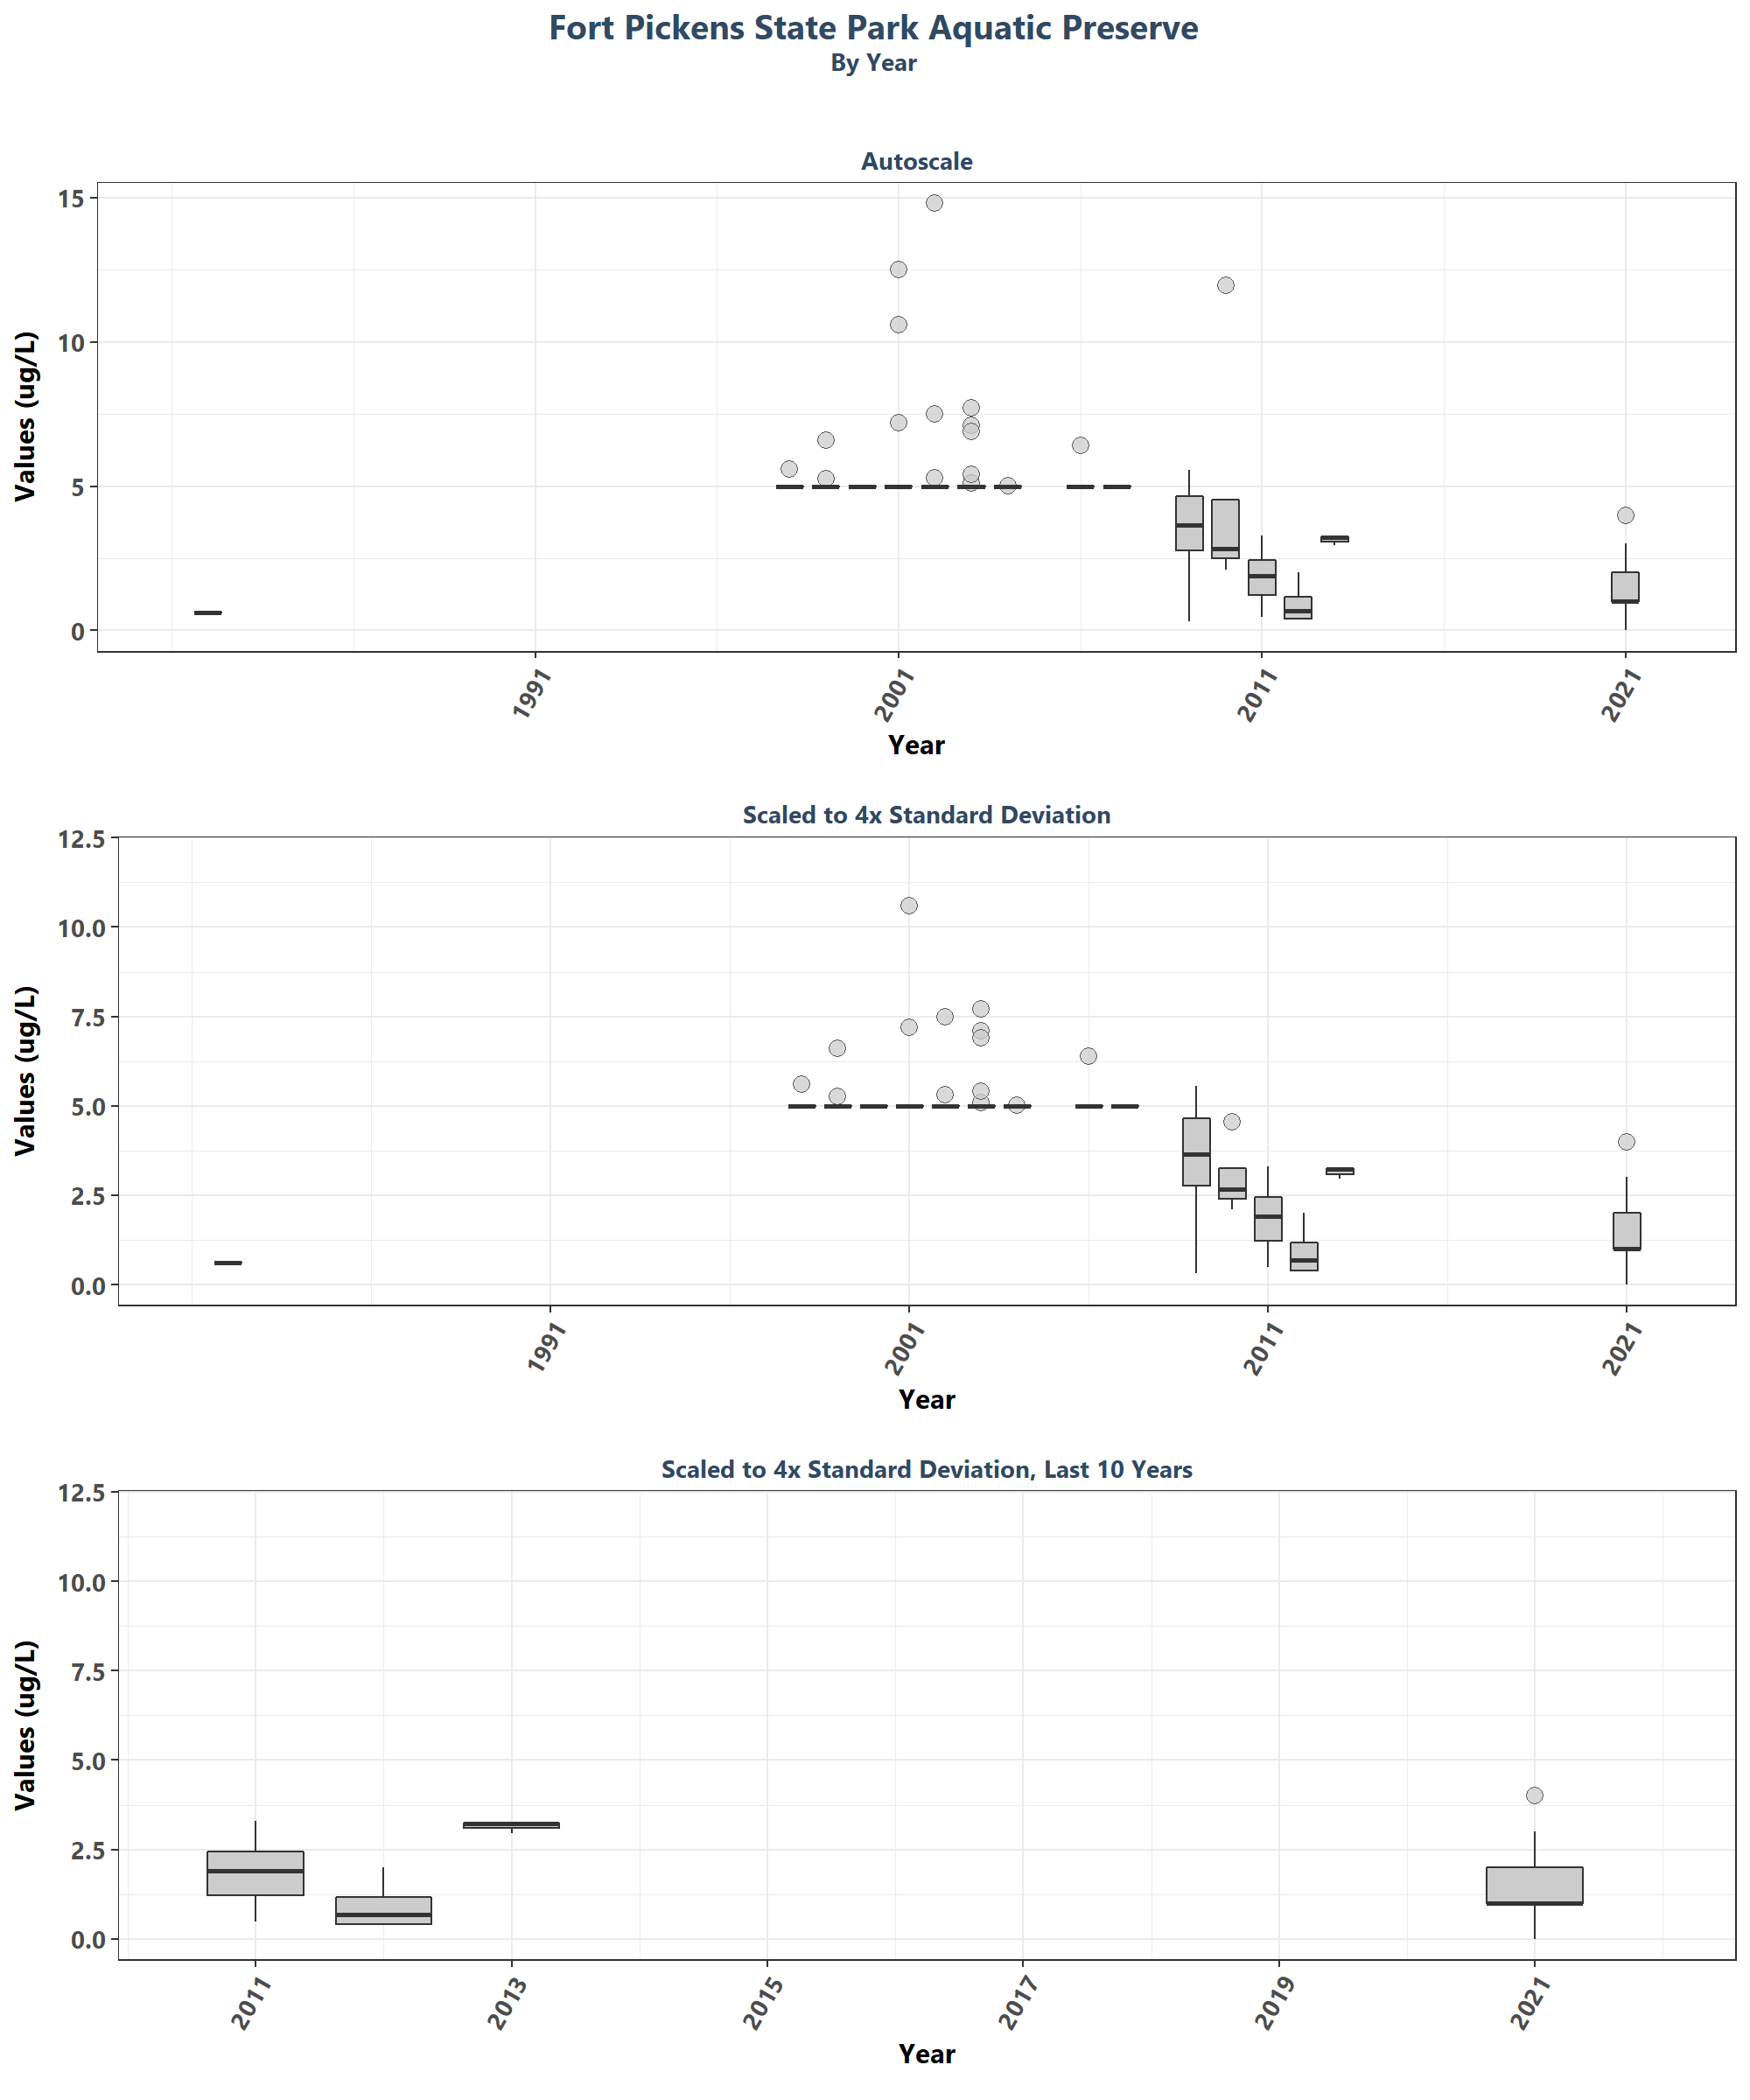 Fort Pickens State Park Aquatic Preserve
By Year
Autoscale
Values (ug/L)
15
10
5
0
1991
2001
2011
2021
Year
Scaled to 4x Standard Deviation
Values (ug/L)
12.5
10.0
7.5
5.0
2.5
0.0
1991
2001
2011
2021
Year
Scaled to 4x Standard Deviation, Last 10 Years
Values (ug/L)
12.5
10.0
7.5
5.0
2.5
0.0
2011
2013
2015
2017
2019
2021
Year